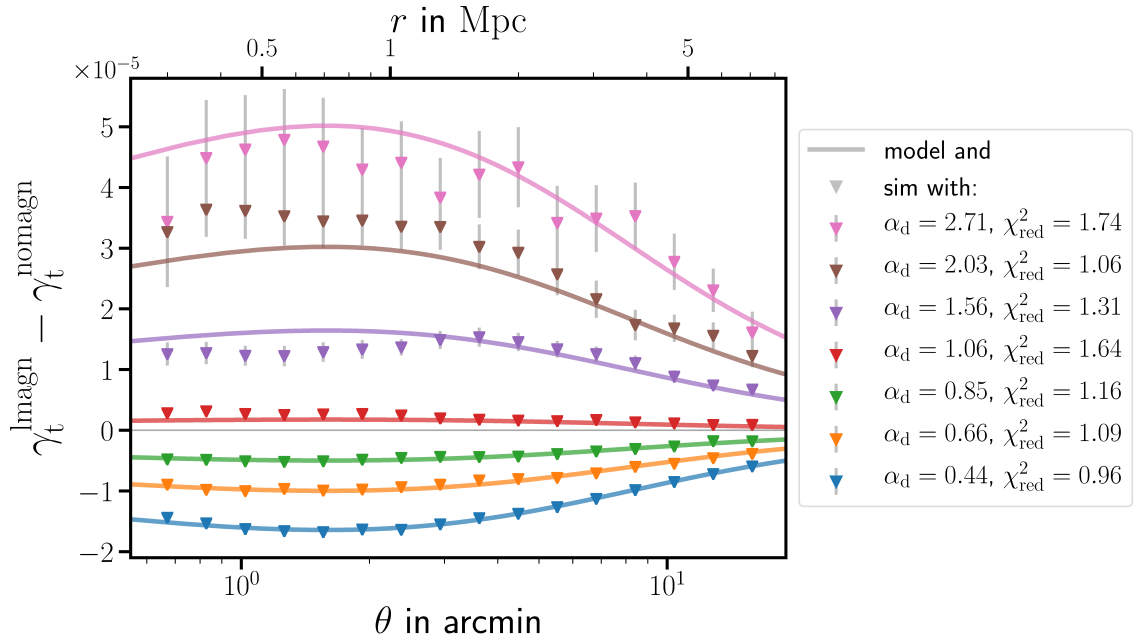 r in Mpc
0.5 1 5
×10⁻⁵
5
4
3
2
1
0
−1
−2
γ_t^lmagn − γ_t^nomagn
10⁰ 10¹
θ in arcmin
model and
sim with:
α_d = 2.71, χ²_red = 1.74
α_d = 2.03, χ²_red = 1.06
α_d = 1.56, χ²_red = 1.31
α_d = 1.06, χ²_red = 1.64
α_d = 0.85, χ²_red = 1.16
α_d = 0.66, χ²_red = 1.09
α_d = 0.44, χ²_red = 0.96